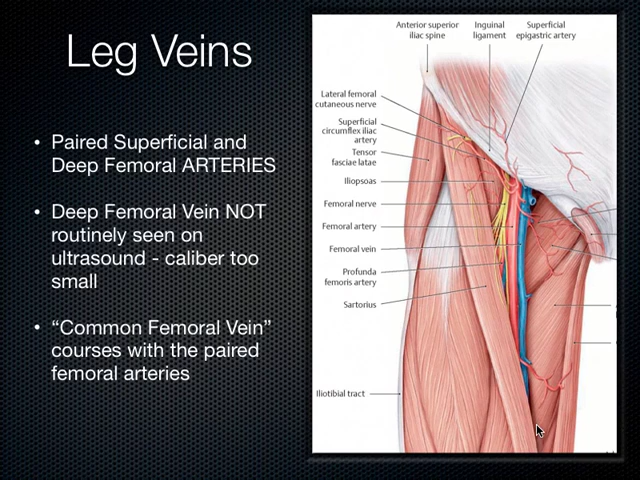 Leg Veins
• Paired Superficial and
Deep Femoral ARTERIES
• Deep Femoral Vein NOT
routinely seen on
ultrasound - caliber too
small
• “Common Femoral Vein”
courses with the paired
femoral arteries
Anterior superior
iliac spine
Inguinal
ligament
Superficial
epigastric artery
Lateral femoral
cutaneous nerve
Superficial
circumflex iliac
artery
Tensor
fasciae latae
Iliopsoas
Femoral nerve
Femoral artery
Femoral vein
Profunda
femoris artery
Sartorius
Iliotibial tract